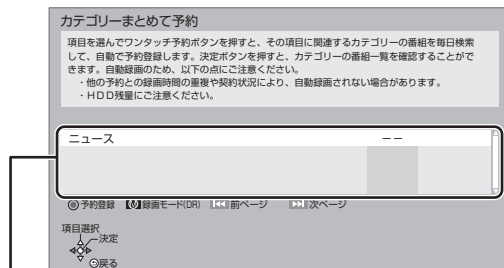 カテゴリーまとめて予約
項目を選んでワンタッチ予約ボタンを押すと、その項目に関連するカテゴリーの番組を毎日検索
して、自動で予約登録します。決定ボタンを押すと、カテゴリーの番組一覧を確認することがで
きます。自動録画のため、以下の点にご注意ください。
・他の予約との録画時間の重複や契約状況により、自動録画されない場合があります。
・HDD残量にご注意ください。
ニュース －－
予約登録 録画モード(DR) 前ページ 次ページ
項目選択
決定
戻る